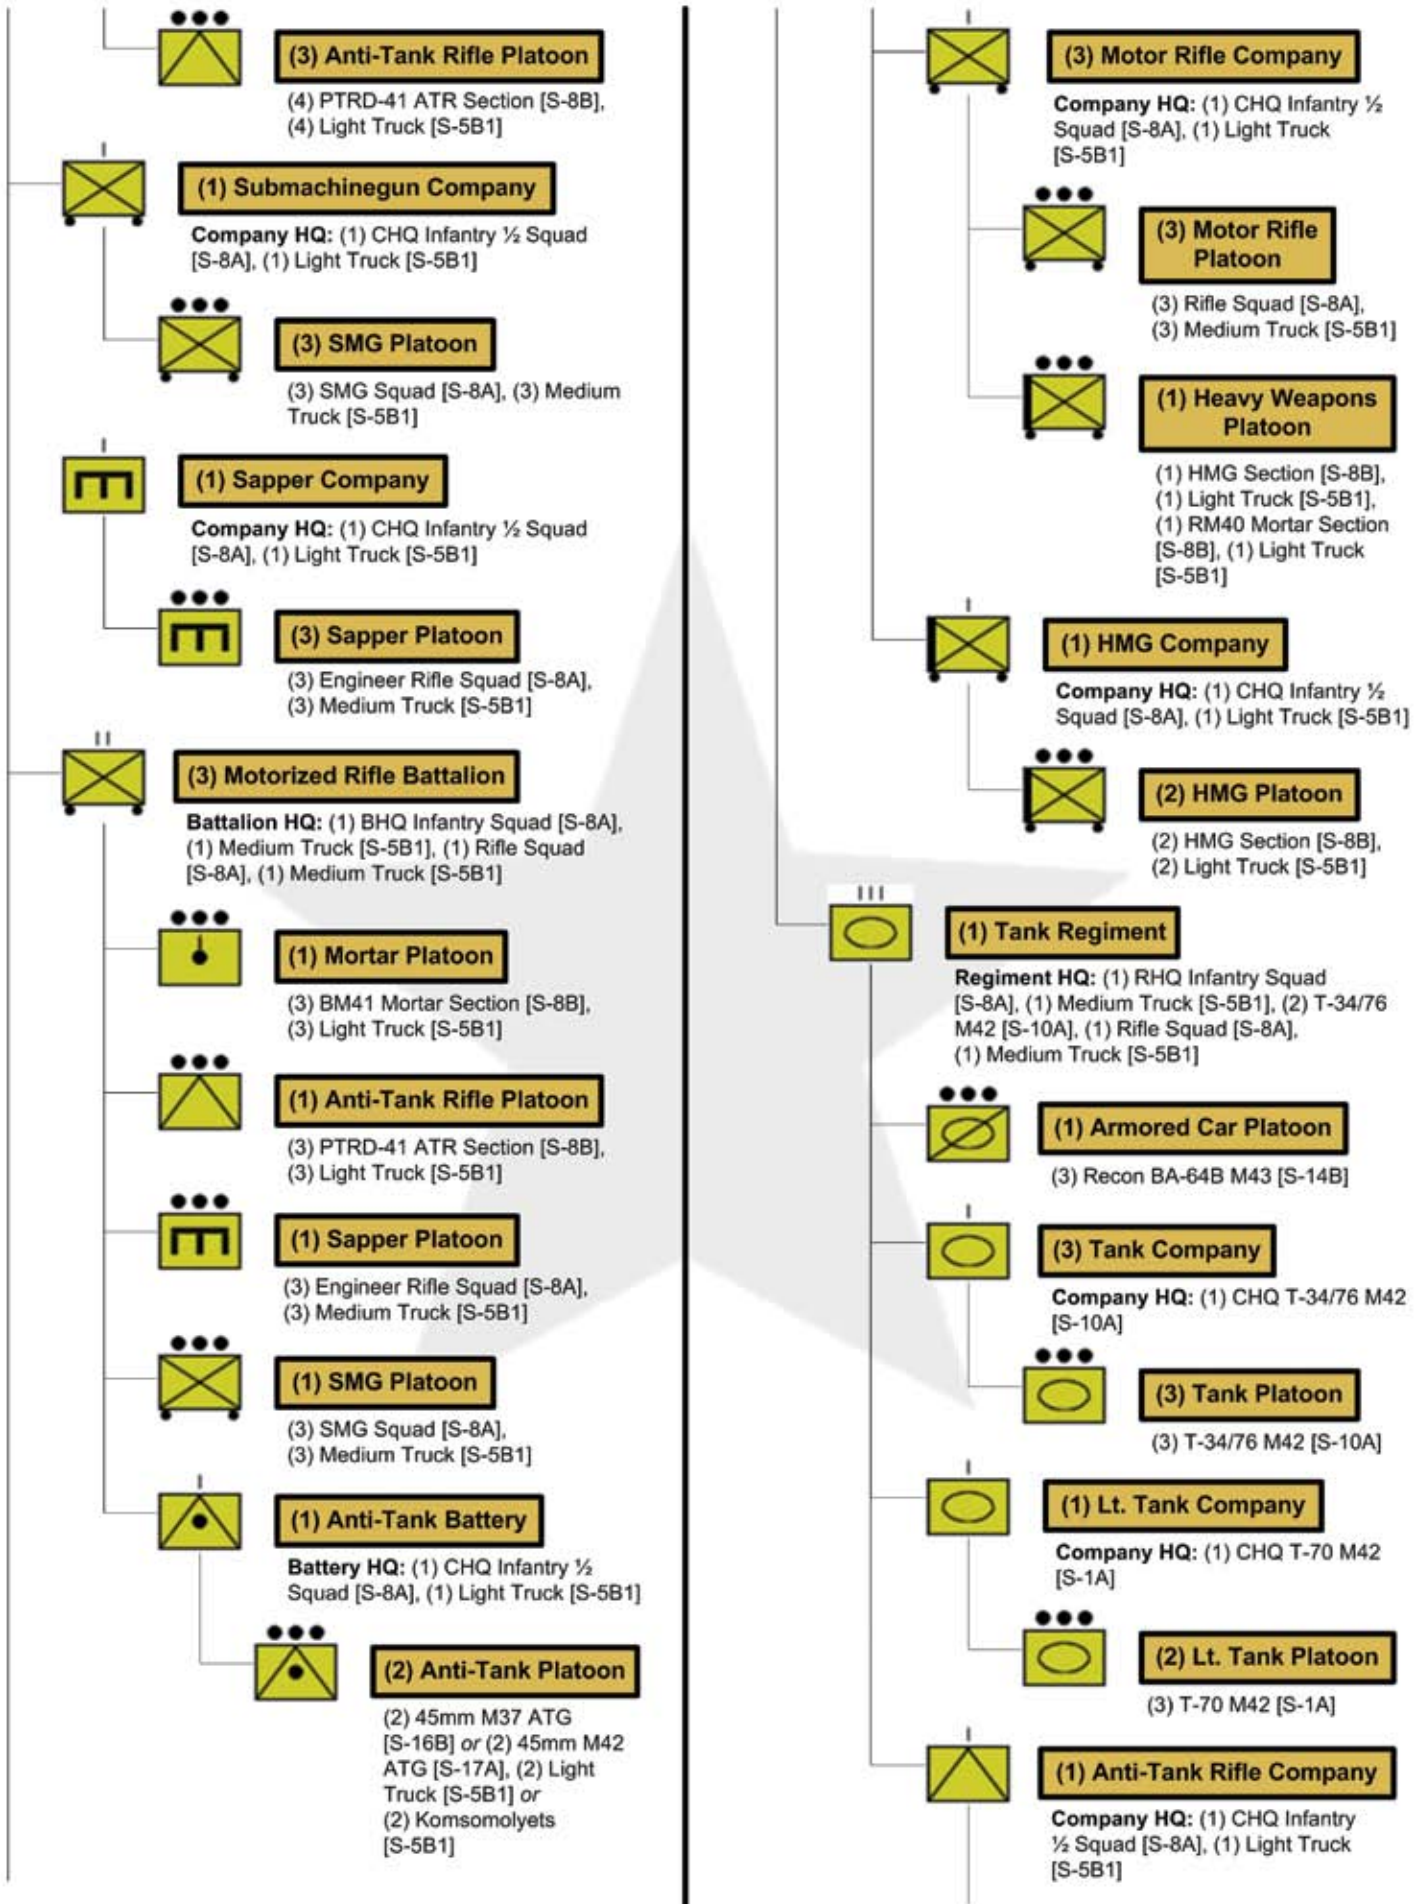 (3) Anti-Tank Rifle Platoon
(4) PTRD-41 ATR Section [S-8B],
(4) Light Truck [S-5B1]
(1) Submachinegun Company
Company HQ: (1) CHQ Infantry ½ Squad
[S-8A], (1) Light Truck [S-5B1]
(3) SMG Platoon
(3) SMG Squad [S-8A], (3) Medium
Truck [S-5B1]
(1) Sapper Company
Company HQ: (1) CHQ Infantry ½ Squad
[S-8A], (1) Light Truck [S-5B1]
(3) Sapper Platoon
(3) Engineer Rifle Squad [S-8A],
(3) Medium Truck [S-5B1]
(3) Motorized Rifle Battalion
Battalion HQ: (1) BHQ Infantry Squad [S-8A],
(1) Medium Truck [S-5B1], (1) Rifle Squad
[S-8A], (1) Medium Truck [S-5B1]
(1) Mortar Platoon
(3) BM41 Mortar Section [S-8B],
(3) Light Truck [S-5B1]
(1) Anti-Tank Rifle Platoon
(3) PTRD-41 ATR Section [S-8B],
(3) Light Truck [S-5B1]
(1) Sapper Platoon
(3) Engineer Rifle Squad [S-8A],
(3) Medium Truck [S-5B1]
(1) SMG Platoon
(3) SMG Squad [S-8A],
(3) Medium Truck [S-5B1]
(1) Anti-Tank Battery
Battery HQ: (1) CHQ Infantry ½
Squad [S-8A], (1) Light Truck [S-5B1]
(2) Anti-Tank Platoon
(2) 45mm M37 ATG
[S-16B] or (2) 45mm M42
ATG [S-17A], (2) Light
Truck [S-5B1] or
(2) Komsomolyets
[S-5B1]
(3) Motor Rifle Company
Company HQ: (1) CHQ Infantry ½
Squad [S-8A], (1) Light Truck
[S-5B1]
(3) Motor Rifle
Platoon
(3) Rifle Squad [S-8A],
(3) Medium Truck [S-5B1]
(1) Heavy Weapons
Platoon
(1) HMG Section [S-8B],
(1) Light Truck [S-5B1],
(1) RM40 Mortar Section
[S-8B], (1) Light Truck
[S-5B1]
(1) HMG Company
Company HQ: (1) CHQ Infantry ½
Squad [S-8A], (1) Light Truck [S-5B1]
(2) HMG Platoon
(2) HMG Section [S-8B],
(2) Light Truck [S-5B1]
(1) Tank Regiment
Regiment HQ: (1) RHQ Infantry Squad
[S-8A], (1) Medium Truck [S-5B1], (2) T-34/76
M42 [S-10A], (1) Rifle Squad [S-8A],
(1) Medium Truck [S-5B1]
(1) Armored Car Platoon
(3) Recon BA-64B M43 [S-14B]
(3) Tank Company
Company HQ: (1) CHQ T-34/76 M42
[S-10A]
(3) Tank Platoon
(3) T-34/76 M42 [S-10A]
(1) Lt. Tank Company
Company HQ: (1) CHQ T-70 M42
[S-1A]
(2) Lt. Tank Platoon
(3) T-70 M42 [S-1A]
(1) Anti-Tank Rifle Company
Company HQ: (1) CHQ Infantry
½ Squad [S-8A], (1) Light Truck
[S-5B1]